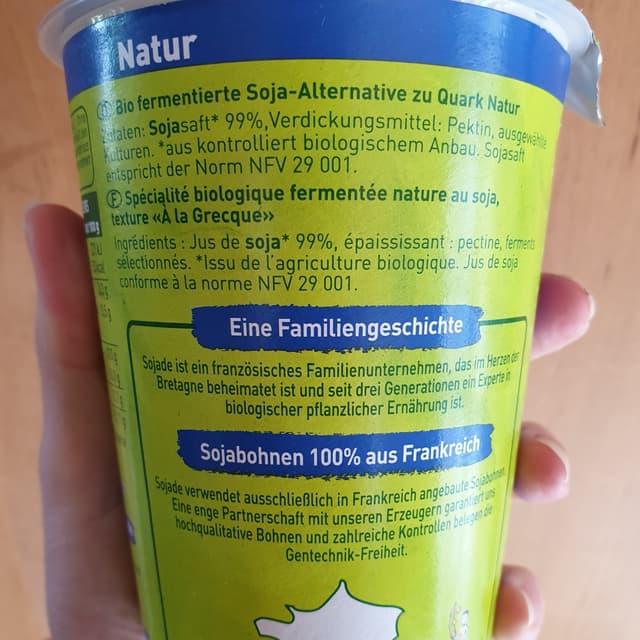 Natur
Bio fermentierte Soja-Alternative zu Quark Natur
Zutaten: Sojasaft* 99%, Verdickungsmittel: Pektin, ausgewählte
Kulturen. *aus kontrolliert biologischem Anbau. Sojasaft
entspricht der Norm NFV 29 001.
F Spécialité biologique fermentée nature au soja,
texture «À la Grecque»
Ingrédients : Jus de soja* 99%, épaississant : pectine, ferments
sélectionnés. *Issu de l'agriculture biologique. Jus de soja
conforme à la norme NFV 29 001.
Eine Familiengeschichte
Sojade ist ein französisches Familienunternehmen, das im Herzen der
Bretagne beheimatet ist und seit drei Generationen ein Experte in
biologischer pflanzlicher Ernährung ist.
Sojabohnen 100% aus Frankreich
Sojade verwendet ausschließlich in Frankreich angebaute Sojabohnen.
Eine enge Partnerschaft mit unseren Erzeugern garantiert uns
hochqualitative Bohnen und zahlreiche Kontrollen belegen die
Gentechnik-Freiheit.